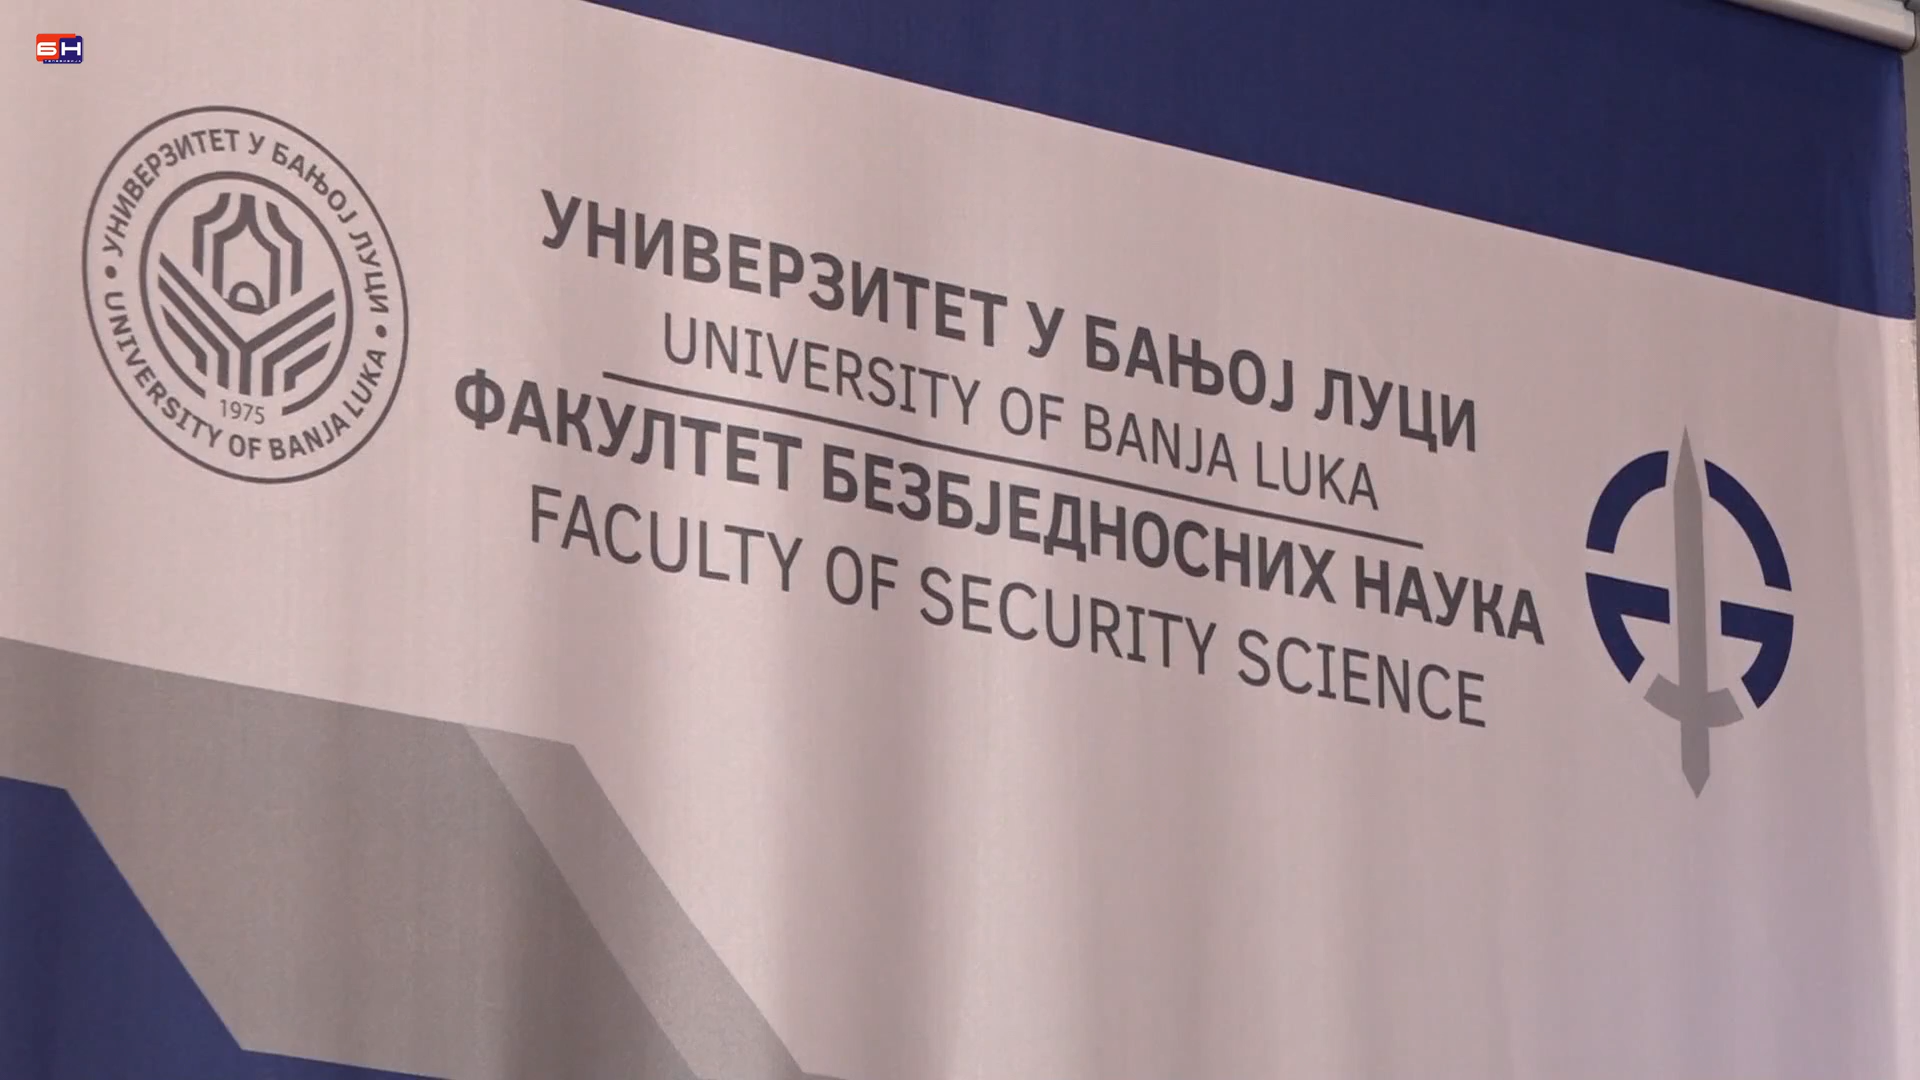 БН
УНИВЕРЗИТЕТ У БАЊОЈ ЛУЦИ
UNIVERSITY OF BANJA LUKA
1975
УНИВЕРЗИТЕТ У БАЊОЈ ЛУЦИ
UNIVERSITY OF BANJA LUKA
ФАКУЛТЕТ БЕЗБЈЕДНОСНИХ НАУКА
FACULTY OF SECURITY SCIENCE